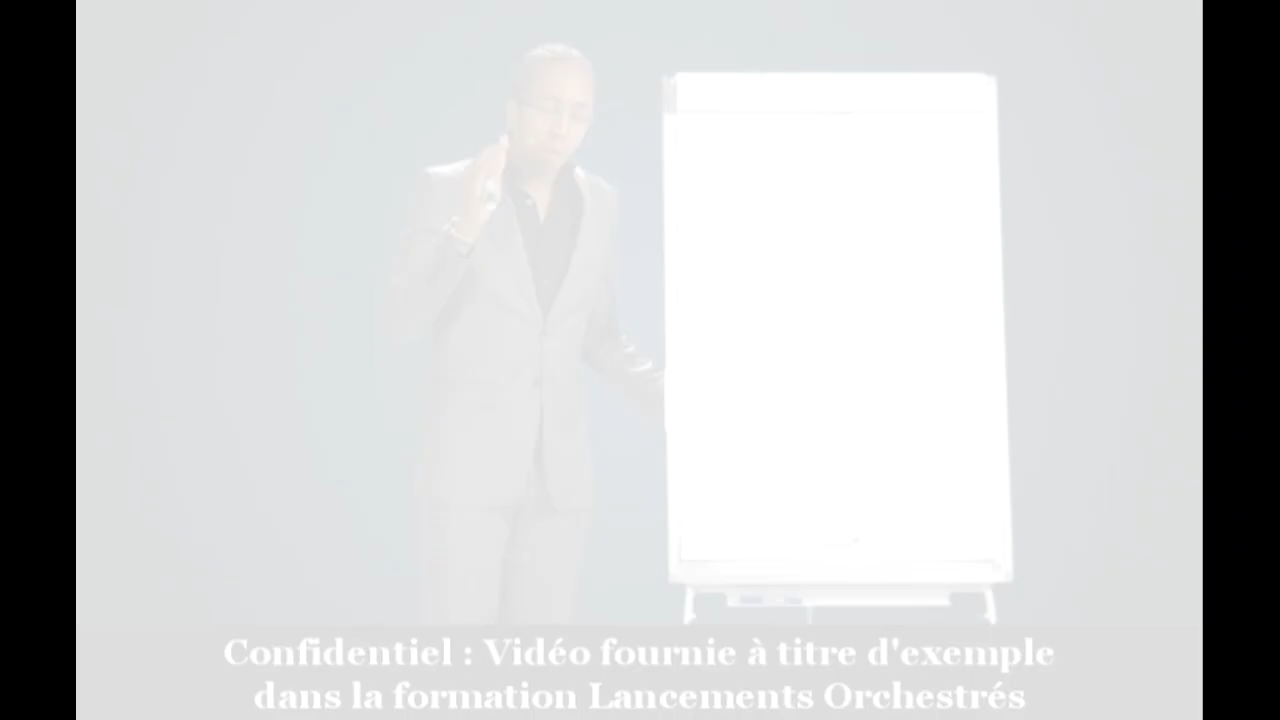 Confidentiel : Vidéo fournie à titre d'exemple
dans la formation Lancements Orchestrés